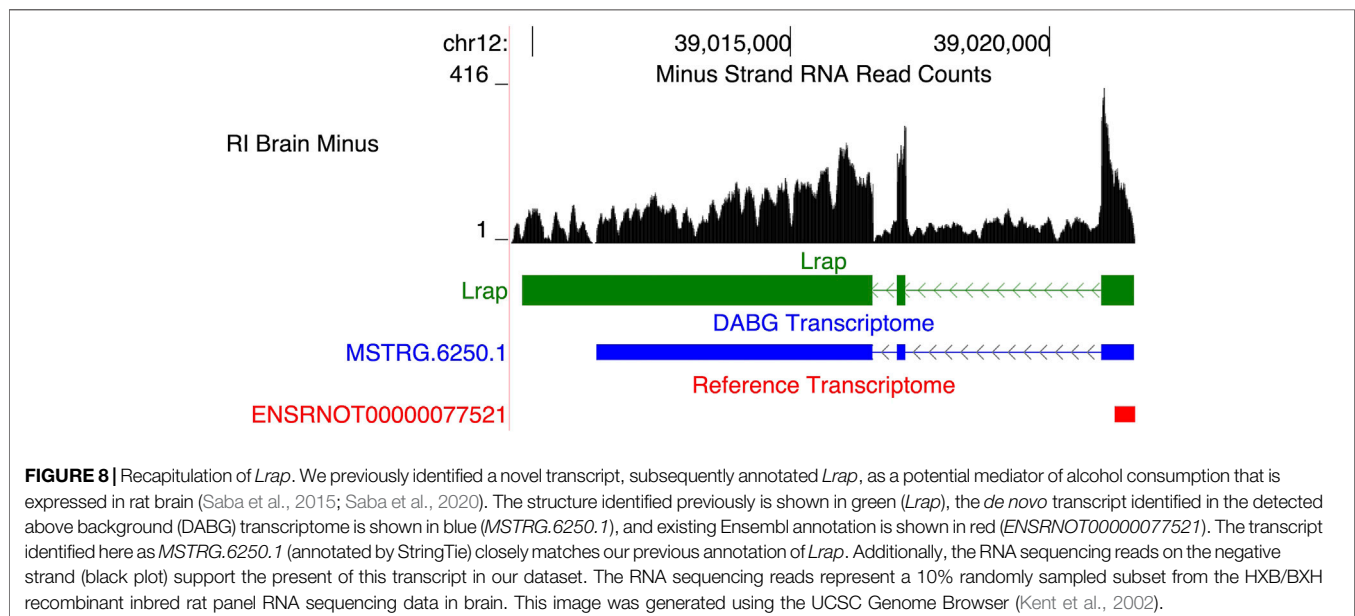 chr12: 39,015,000 39,020,000
416 _ Minus Strand RNA Read Counts
RI Brain Minus
1 _
Lrap
Lrap
DABG Transcriptome
MSTRG.6250.1
Reference Transcriptome
ENSRNOT00000077521
FIGURE 8 | Recapitulation of Lrap. We previously identified a novel transcript, subsequently annotated Lrap, as a potential mediator of alcohol consumption that is
expressed in rat brain (Saba et al., 2015; Saba et al., 2020). The structure identified previously is shown in green (Lrap), the de novo transcript identified in the detected
above background (DABG) transcriptome is shown in blue (MSTRG.6250.1), and existing Ensembl annotation is shown in red (ENSRNOT00000077521). The transcript
identified here as MSTRG.6250.1 (annotated by StringTie) closely matches our previous annotation of Lrap. Additionally, the RNA sequencing reads on the negative
strand (black plot) support the present of this transcript in our dataset. The RNA sequencing reads represent a 10% randomly sampled subset from the HXB/BXH
recombinant inbred rat panel RNA sequencing data in brain. This image was generated using the UCSC Genome Browser (Kent et al., 2002).